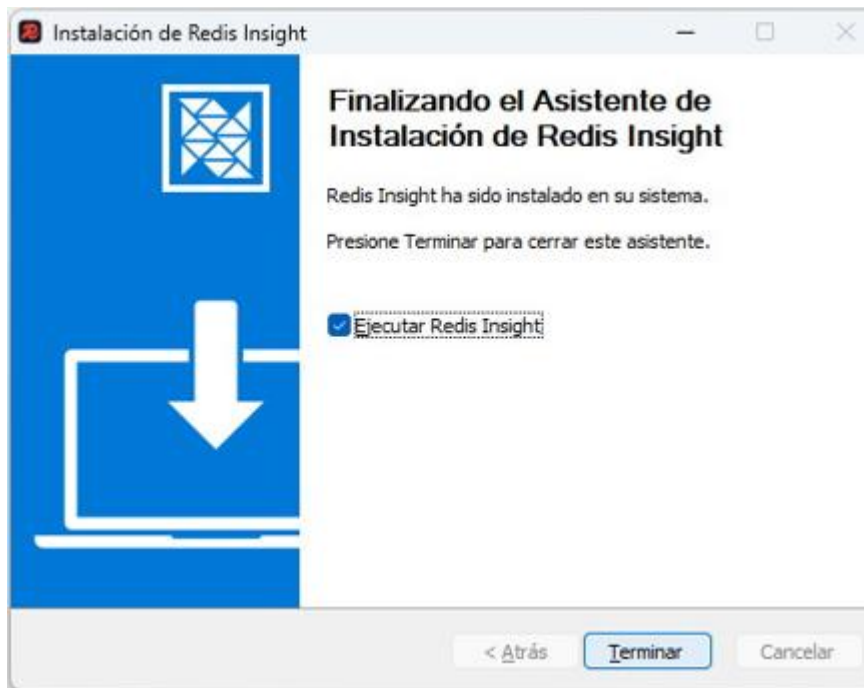 Instalación de Redis Insight
Finalizando el Asistente de
Instalación de Redis Insight
Redis Insight ha sido instalado en su sistema.
Presione Terminar para cerrar este asistente.
Ejecutar Redis Insight
< Atrás
Terminar
Cancelar